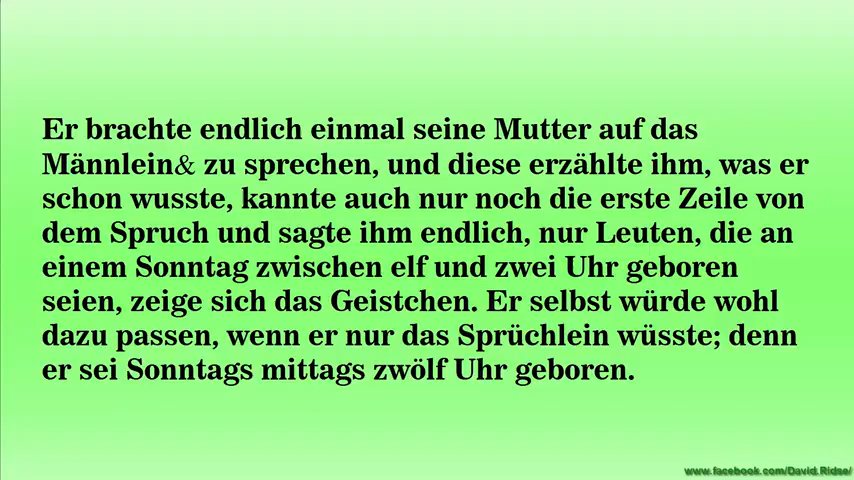 Er brachte endlich einmal seine Mutter auf das
Männlein& zu sprechen, und diese erzählte ihm, was er
schon wusste, kannte auch nur noch die erste Zeile von
dem Spruch und sagte ihm endlich, nur Leuten, die an
einem Sonntag zwischen elf und zwei Uhr geboren
seien, zeige sich das Geistchen. Er selbst würde wohl
dazu passen, wenn er nur das Sprüchlein wüsste; denn
er sei Sonntags mittags zwölf Uhr geboren.
www.facebook.com/David.Ridse/